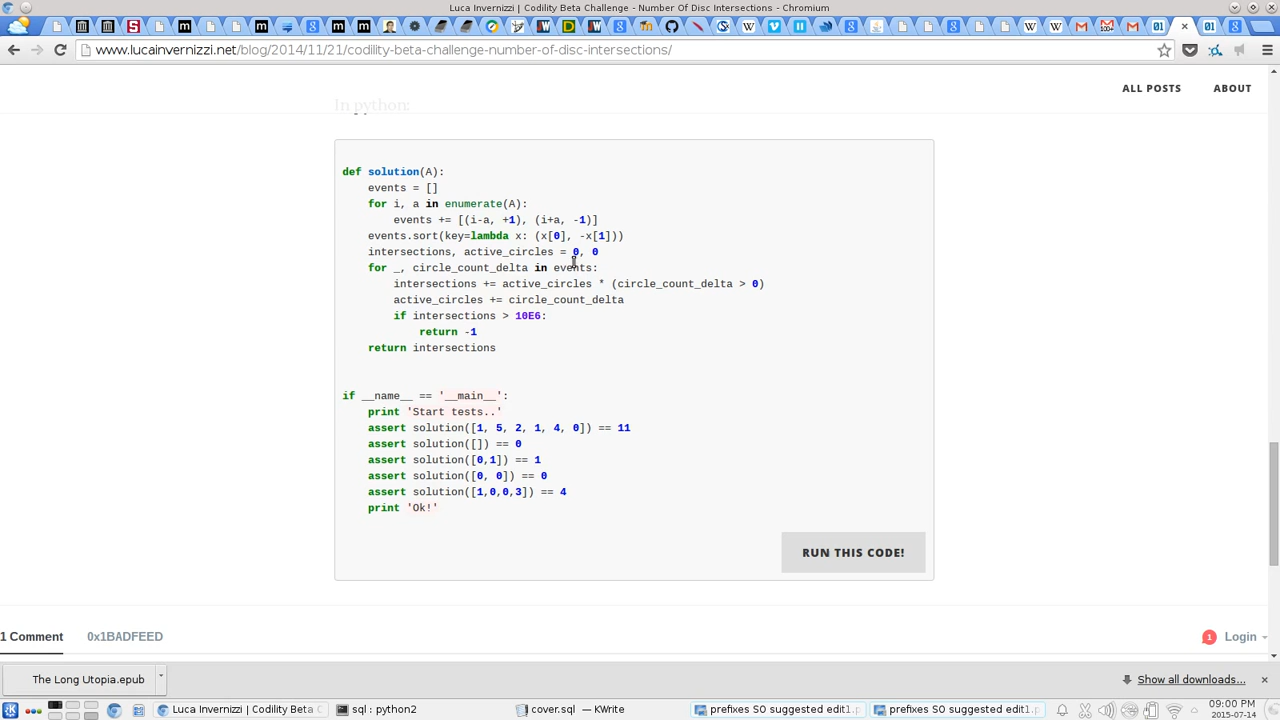 Luca Invernizzi | Codility Beta Challenge - Number Of Disc Intersections - Chromium
www.lucainvernizzi.net/blog/2014/11/21/codility-beta-challenge-number-of-disc-intersections/
ALL POSTS ABOUT
In python:
def solution(A):
    events = []
    for i, a in enumerate(A):
        events += [(i-a, +1), (i+a, -1)]
    events.sort(key=lambda x: (x[0], -x[1]))
    intersections, active_circles = 0, 0
    for _, circle_count_delta in events:
        intersections += active_circles * (circle_count_delta > 0)
        active_circles += circle_count_delta
        if intersections > 10E6:
            return -1
    return intersections
if __name__ == '__main__':
    print 'Start tests..'
    assert solution([1, 5, 2, 1, 4, 0]) == 11
    assert solution([]) == 0
    assert solution([0,1]) == 1
    assert solution([0, 0]) == 0
    assert solution([1,0,0,3]) == 4
    print 'Ok!'
RUN THIS CODE!
1 Comment 0x1BADFEED 1 Login
The Long Utopia.epub Show all downloads...
Luca Invernizzi | Codility Beta C sql : python2 cover.sql — KWrite prefixes SO suggested edit1. prefixes SO suggested edit1. 09:00 PM
2015-07-14